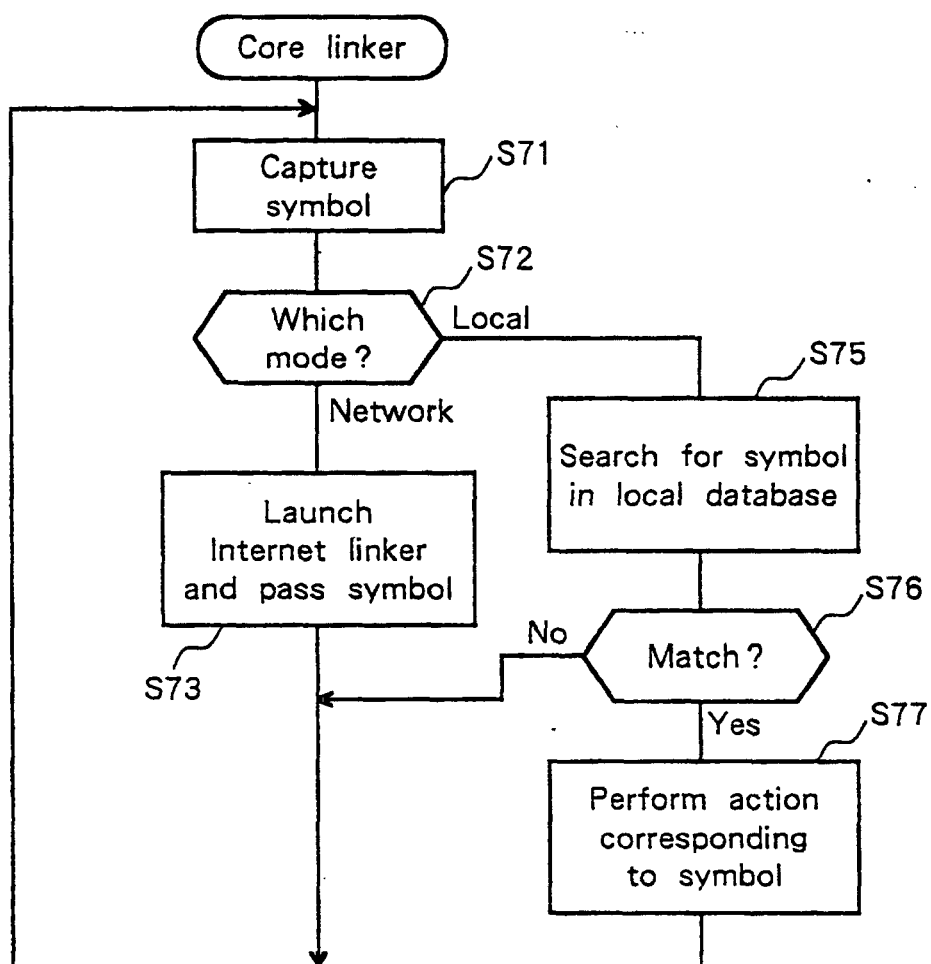 Core linker
Capture
symbol
S71
Which
mode?
S72
Local
Network
Search for symbol
in local database
S75
Launch
Internet linker
and pass symbol
S73
Match?
S76
No
Yes
Perform action
corresponding
to symbol
S77